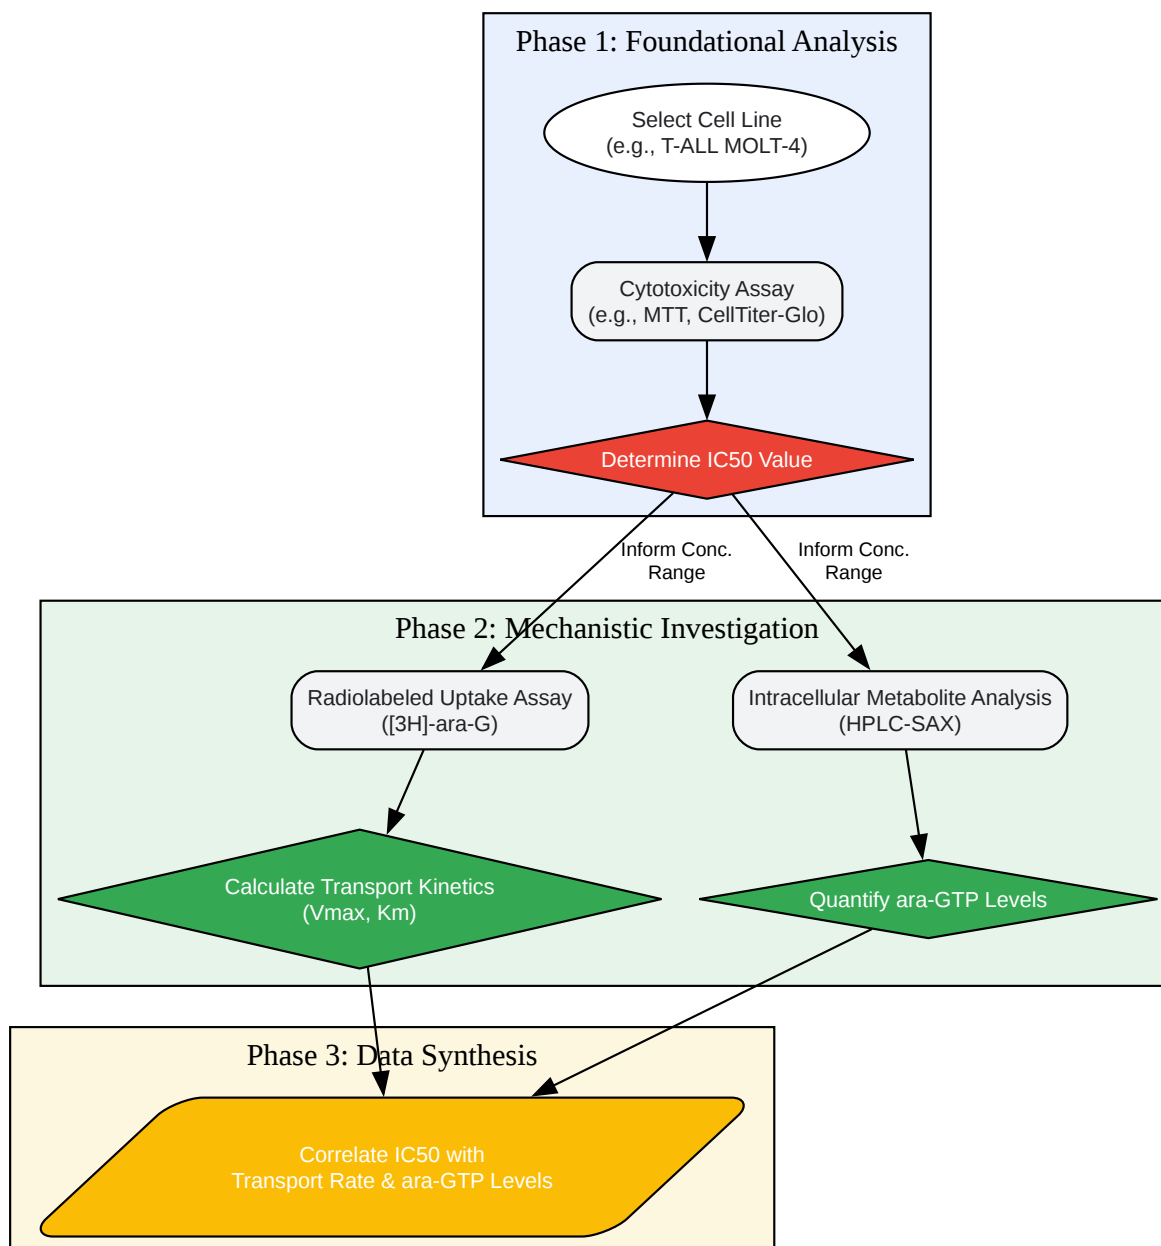 Phase 1: Foundational Analysis
Select Cell Line
(e.g., T-ALL MOLT-4)
Cytotoxicity Assay
(e.g., MTT, CellTiter-Glo)
Determine IC50 Value
Inform Conc.
Range
Inform Conc.
Range
Phase 2: Mechanistic Investigation
Radiolabeled Uptake Assay
([3H]-ara-G)
Intracellular Metabolite Analysis
(HPLC-SAX)
Calculate Transport Kinetics
(Vmax, Km)
Quantify ara-GTP Levels
Phase 3: Data Synthesis
Correlate IC50 with
Transport Rate & ara-GTP Levels